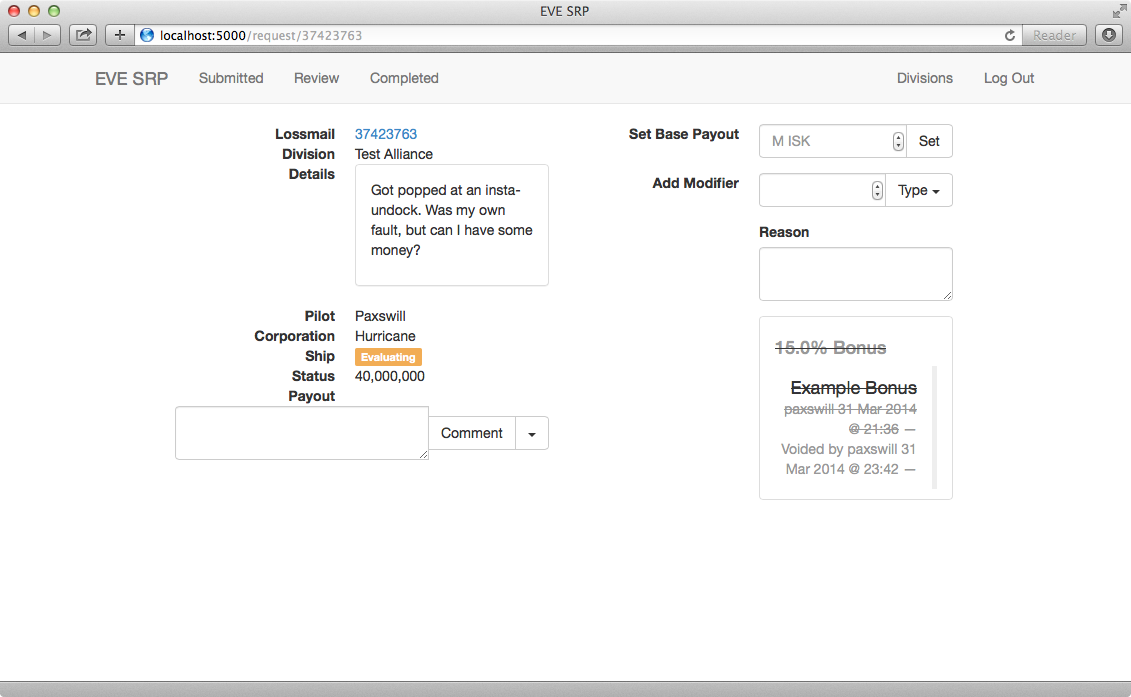 EVE SRP
localhost:5000/request/37423763
Reader
EVE SRP Submitted Review Completed Divisions Log Out
Lossmail 37423763
Division Test Alliance
Details
Got popped at an insta-
undock. Was my own
fault, but can I have some
money?
Pilot Paxswill
Corporation Hurricane
Ship Evaluating
Status 40,000,000
Payout
Comment
Set Base Payout M ISK Set
Add Modifier Type
Reason
15.0% Bonus
Example Bonus
paxswill 31 Mar 2014
@ 21:36 —
Voided by paxswill 31
Mar 2014 @ 23:42 —